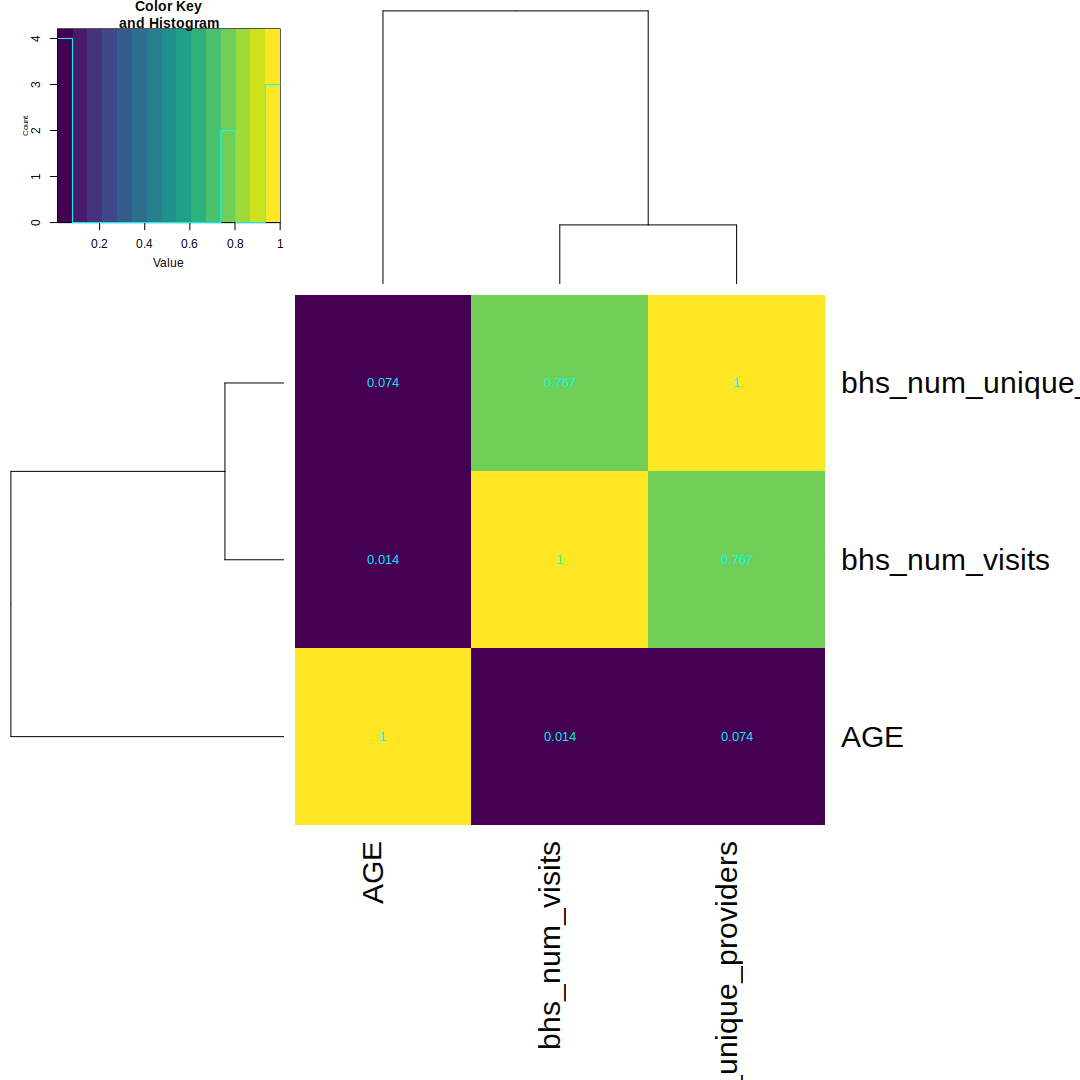 Color Key
and Histogram
Count
0 1 2 3 4
0.2 0.4 0.6 0.8 1
Value
0.074 0.767 1
bhs_num_unique_
0.014 1 0.767
bhs_num_visits
1 0.014 0.074
AGE
AGE
bhs_num_visits
_unique_providers